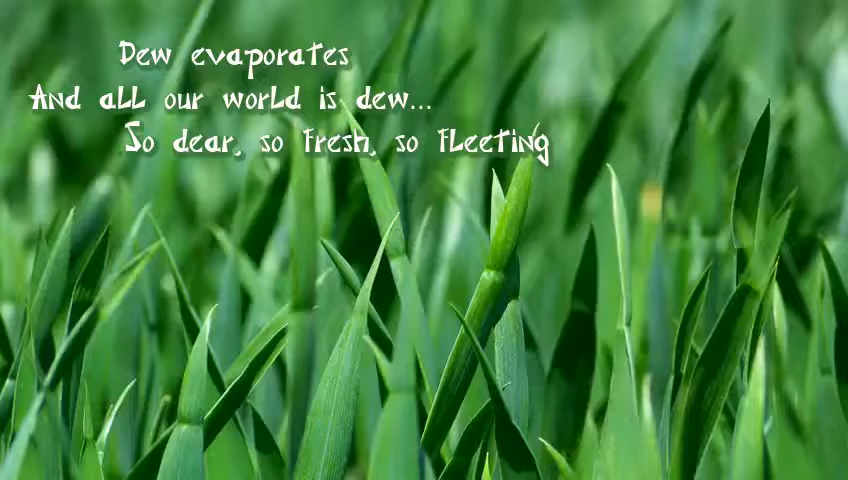 Dew evaporates
And all our world is dew...
So dear, so fresh, so fleeting